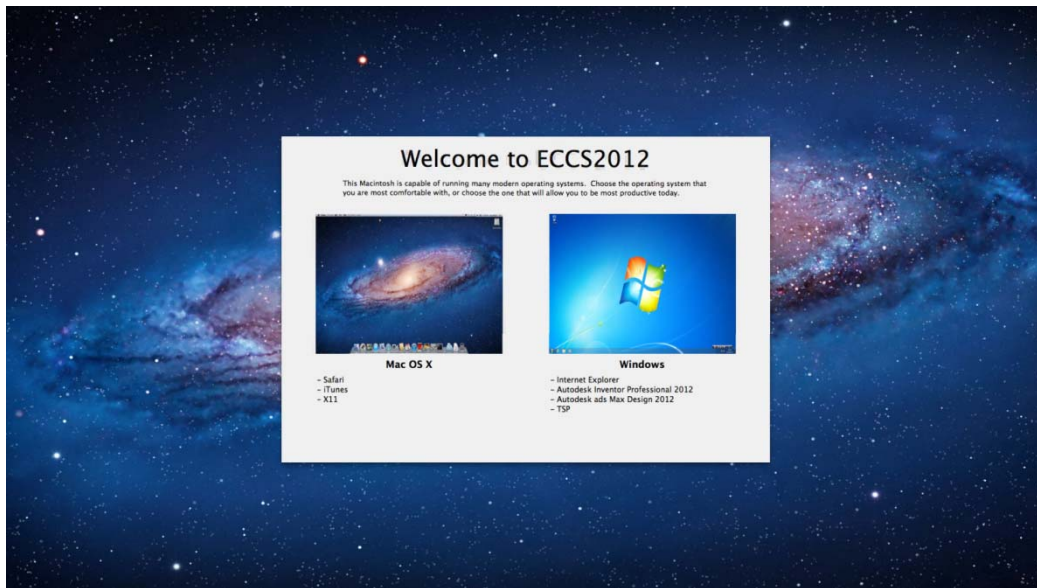 Welcome to ECCS2012
This Macintosh is capable of running many modern operating systems.  Choose the operating system that
you are most comfortable with, or choose the one that will allow you to be most productive today.
Mac OS X
- Safari
- iTunes
- X11
Windows
- Internet Explorer
- Autodesk Inventor Professional 2012
- Autodesk ads Max Design 2012
- TSP